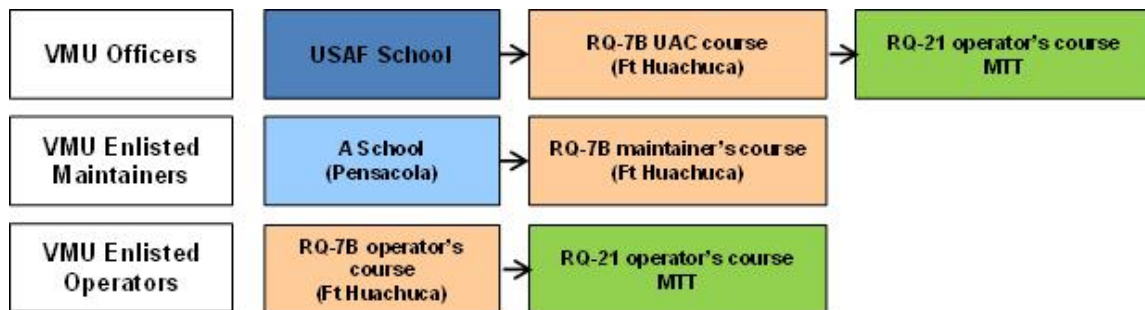 VMU Officers
USAF School
RQ-7B UAC course
(Ft Huachuca)
RQ-21 operator's course
MTT
VMU Enlisted
Maintainers
A School
(Pensacola)
RQ-7B maintainer's course
(Ft Huachuca)
VMU Enlisted
Operators
RQ-7B operator's
course
(Ft Huachuca)
RQ-21 operator's course
MTT